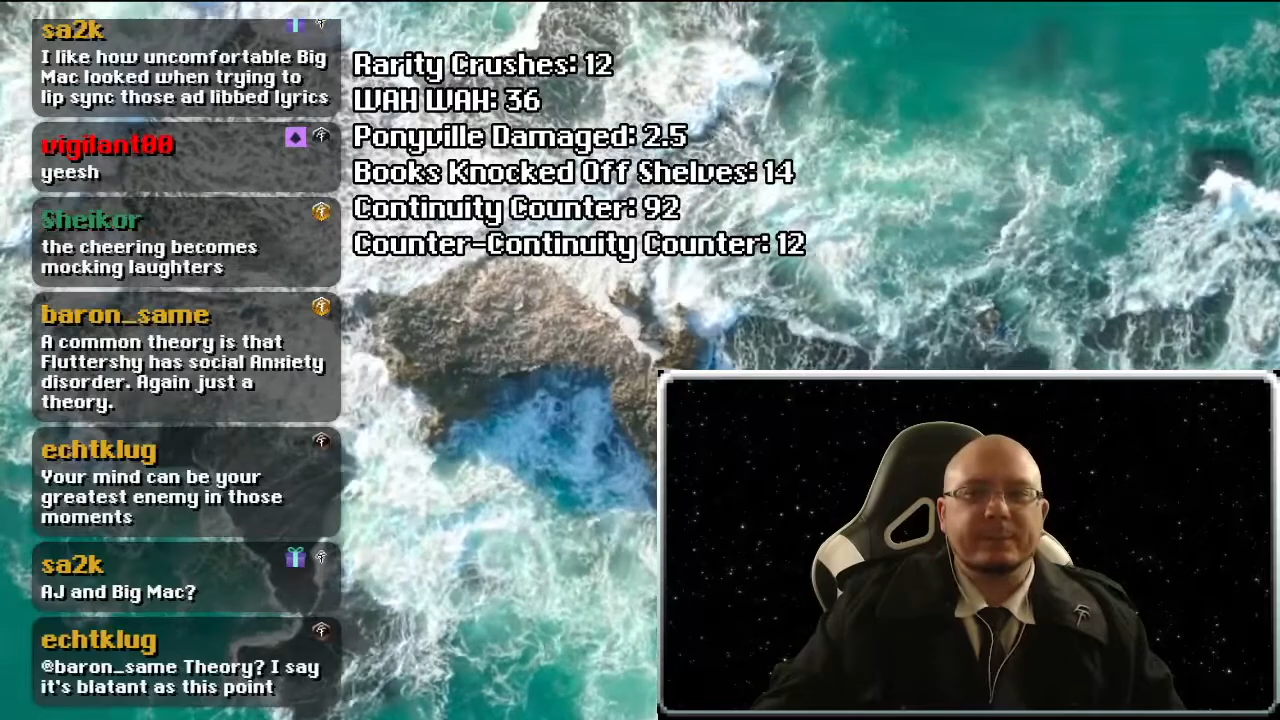 sa2k
I like how uncomfortable Big
Mac looked when trying to
lip sync those ad libbed lyrics
vigilant00
yeesh
Sheikor
the cheering becomes
mocking laughters
baron_same
A common theory is that
Fluttershy has social Anxiety
disorder. Again just a
theory.
echtklug
Your mind can be your
greatest enemy in those
moments
sa2k
AJ and Big Mac?
echtklug
@baron_same Theory? I say
it's blatant as this point
Rarity Crushes: 12
WAH WAH: 36
Ponyville Damaged: 2.5
Books Knocked Off Shelves: 14
Continuity Counter: 92
Counter-Continuity Counter: 12